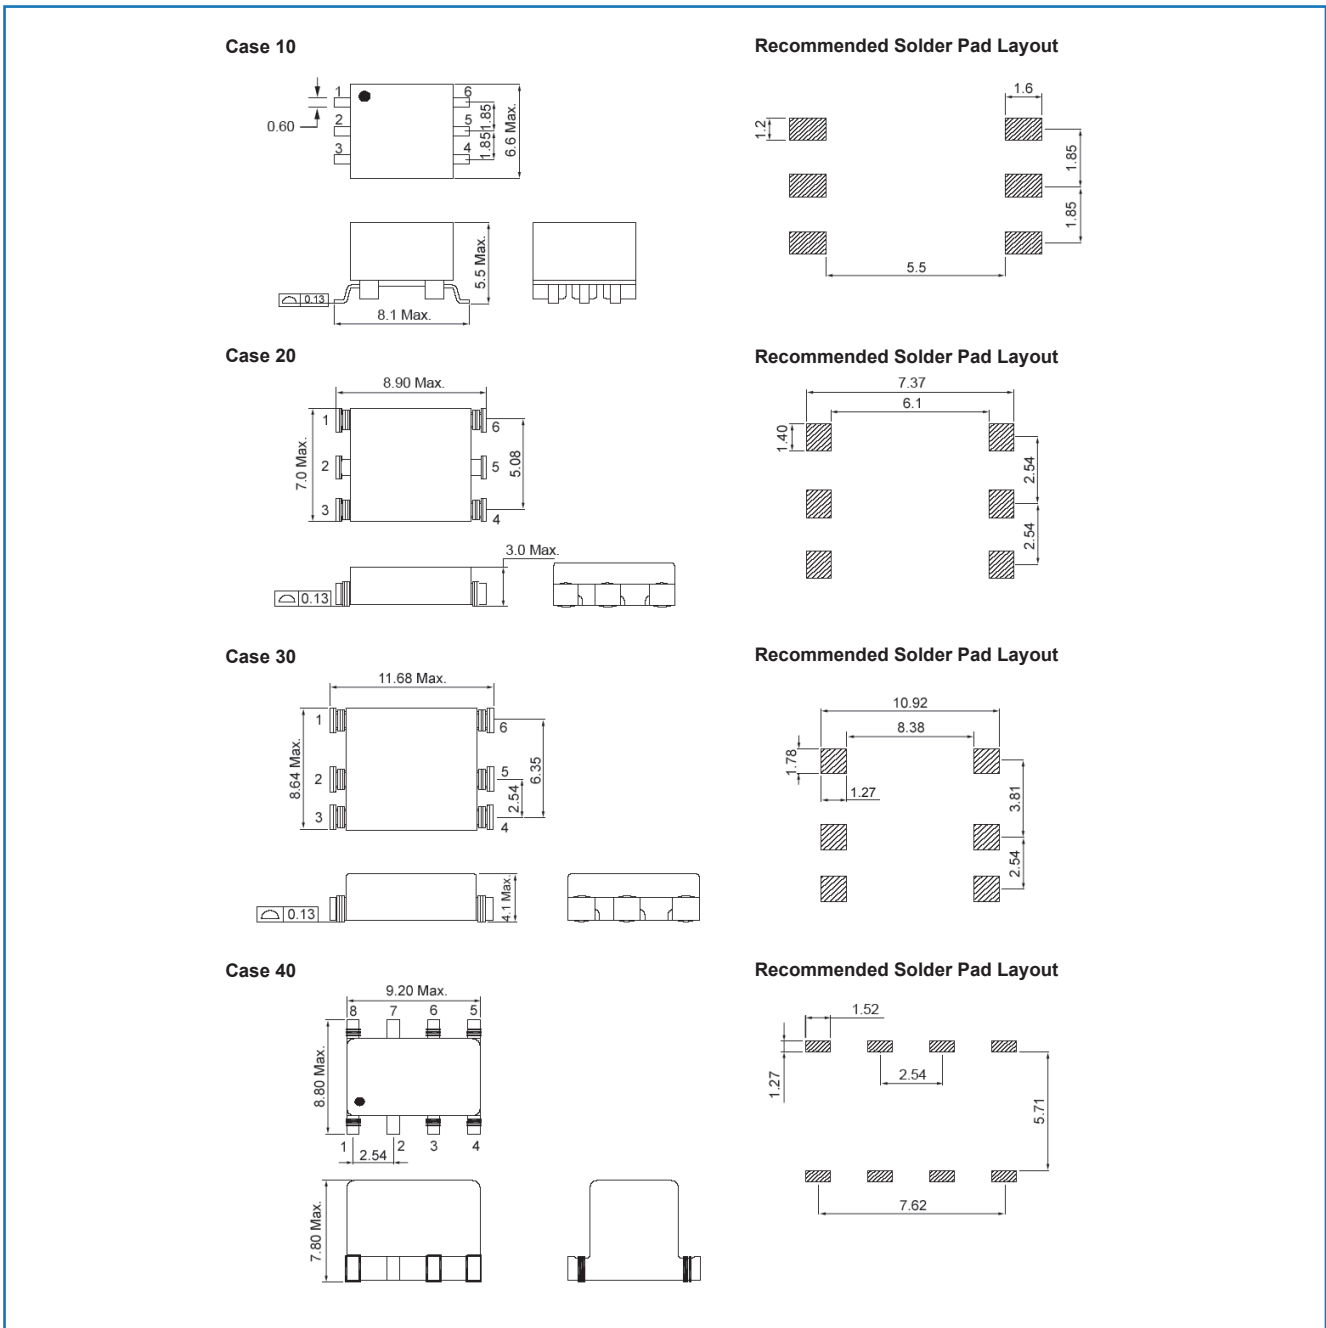 Case 10
Recommended Solder Pad Layout
1
6
2
5
3
4
0.60
1.85
1.85
6.6 Max.
5.5 Max.
0.13
8.1 Max.
1.6
1.2
1.85
1.85
5.5
Case 20
Recommended Solder Pad Layout
8.90 Max.
1
6
2
5
3
4
7.0 Max.
5.08
3.0 Max.
0.13
7.37
6.1
1.40
2.54
2.54
Case 30
Recommended Solder Pad Layout
11.68 Max.
1
6
2
5
3
4
8.64 Max.
6.35
2.54
4.1 Max.
0.13
10.92
8.38
1.78
1.27
3.81
2.54
Case 40
Recommended Solder Pad Layout
9.20 Max.
8 7 6 5
8.80 Max.
1 2 3 4
2.54
7.80 Max.
1.52
1.27
2.54
5.71
7.62